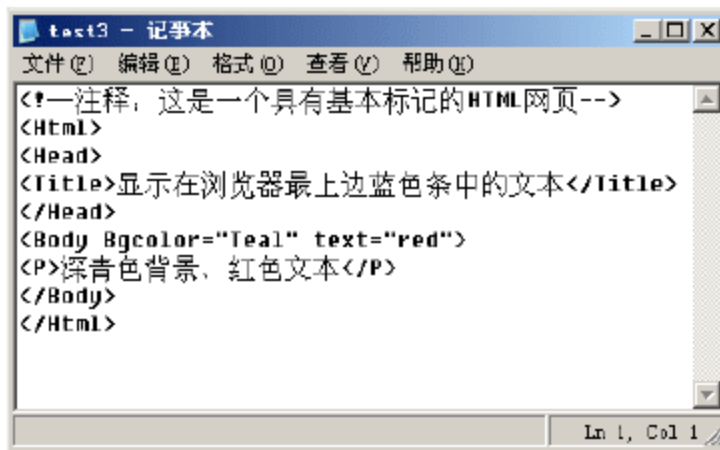 test3 - 记事本
文件(F) 编辑(E) 格式(O) 查看(V) 帮助(H)
<!—注释：这是一个具有基本标记的HTML网页-->
<Html>
<Head>
<Title>显示在浏览器最上边蓝色条中的文本</Title>
</Head>
<Body Bgcolor="Teal" text="red">
<P>深青色背景、红色文本</P>
</Body>
</Html>
Ln 1, Col 1